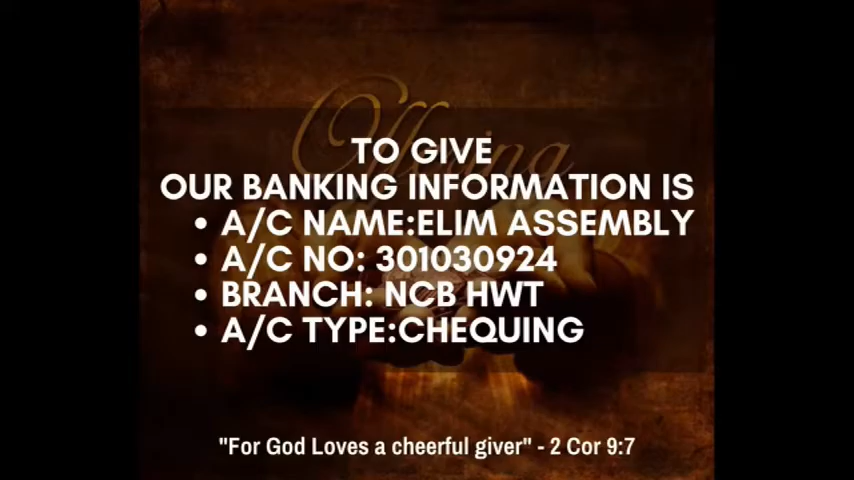 Offering
TO GIVE
OUR BANKING INFORMATION IS
• A/C NAME:ELIM ASSEMBLY
• A/C NO: 301030924
• BRANCH: NCB HWT
• A/C TYPE:CHEQUING
"For God Loves a cheerful giver" - 2 Cor 9:7